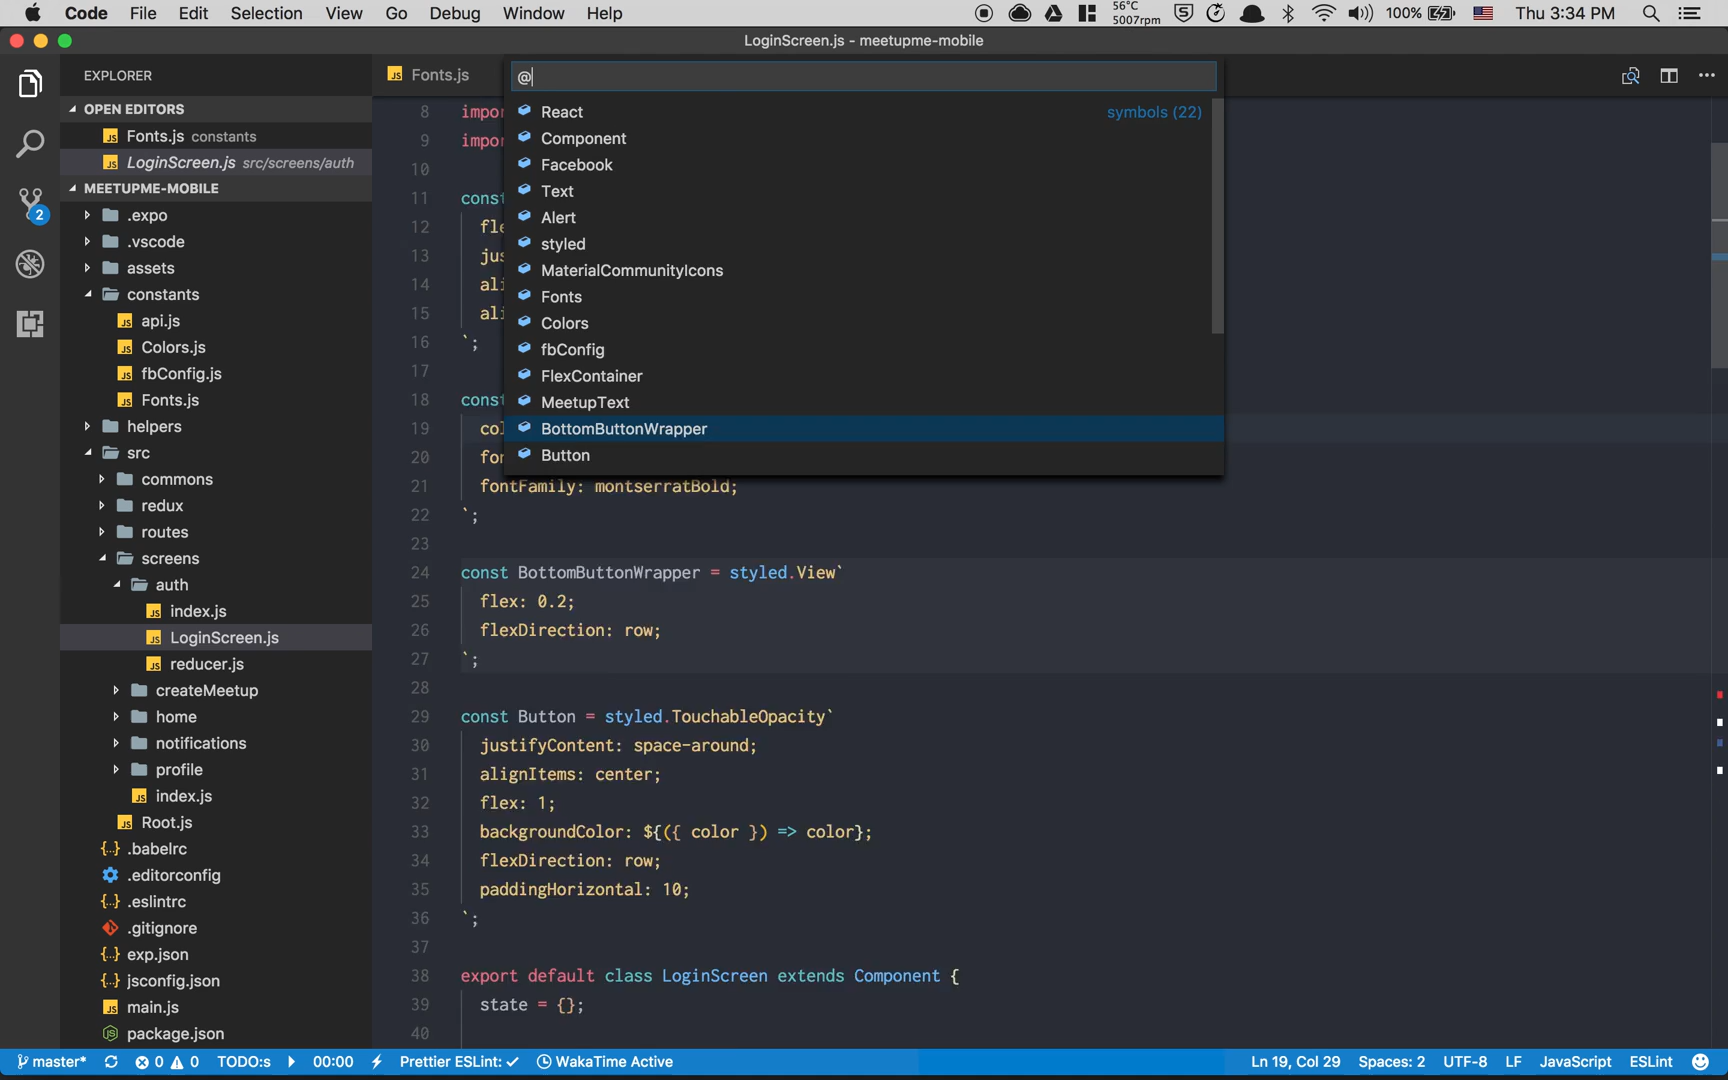 Code File Edit Selection View Go Debug Window Help 56°C 5007rpm 100% Thu 3:34 PM
LoginScreen.js - meetupme-mobile
EXPLORER
OPEN EDITORS
Fonts.js constants
LoginScreen.js src/screens/auth
MEETUPME-MOBILE
.expo
.vscode
assets
constants
api.js
Colors.js
fbConfig.js
Fonts.js
helpers
src
commons
redux
routes
screens
auth
index.js
LoginScreen.js
reducer.js
createMeetup
home
notifications
profile
index.js
Root.js
.babelrc
.editorconfig
.eslintrc
.gitignore
exp.json
jsconfig.json
main.js
package.json
2
Fonts.js
@
React symbols (22)
Component
Facebook
Text
Alert
styled
MaterialCommunityIcons
Fonts
Colors
fbConfig
FlexContainer
MeetupText
BottomButtonWrapper
Button
8 impor
9 impor
10
11 const
12 fle
13 jus
14 ali
15 ali
16 `;
17
18 const
19 col
20 fon
21 fontFamily: montserratBold;
22 `;
23
24 const BottomButtonWrapper = styled.View`
25 flex: 0.2;
26 flexDirection: row;
27 `;
28
29 const Button = styled.TouchableOpacity`
30 justifyContent: space-around;
31 alignItems: center;
32 flex: 1;
33 backgroundColor: ${({ color }) => color};
34 flexDirection: row;
35 paddingHorizontal: 10;
36 `;
37
38 export default class LoginScreen extends Component {
39 state = {};
40
master* 0 0 TODO:s 00:00 Prettier ESLint: ✓ WakaTime Active Ln 19, Col 29 Spaces: 2 UTF-8 LF JavaScript ESLint